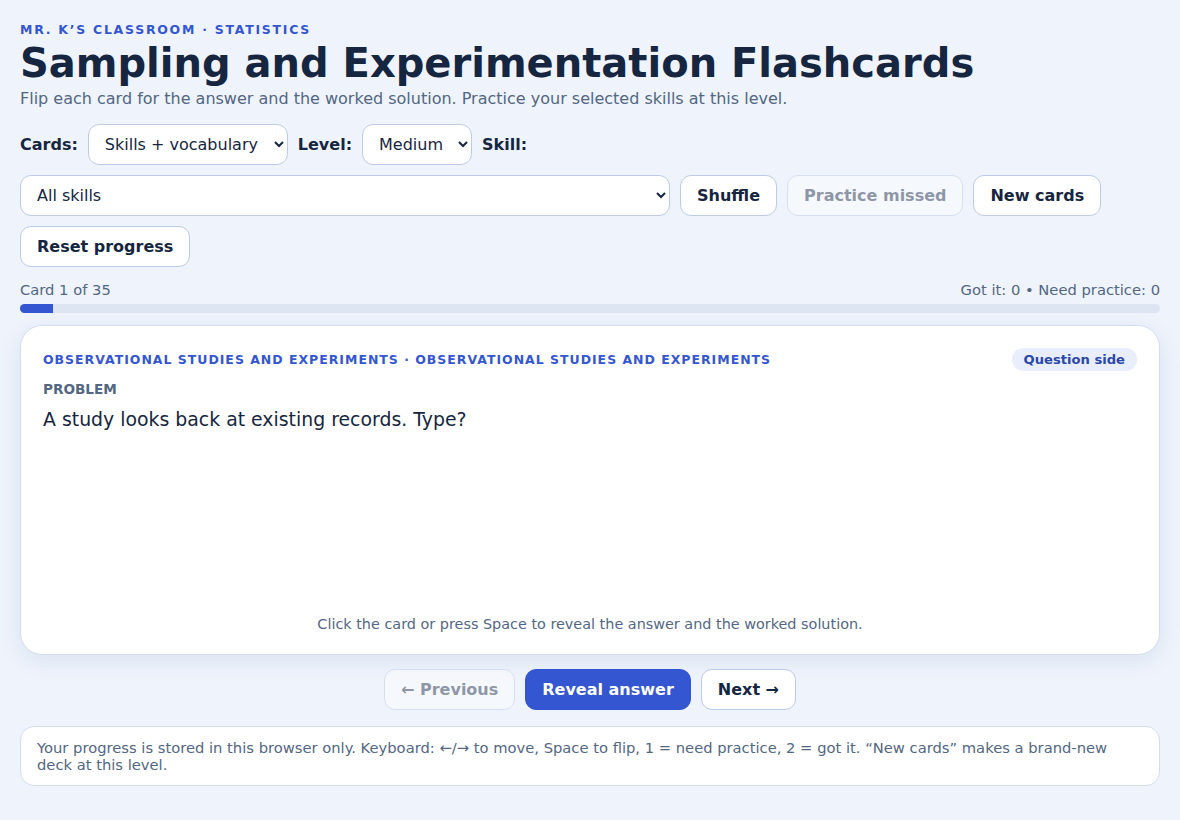 MR. K’S CLASSROOM · STATISTICS
Sampling and Experimentation Flashcards
Flip each card for the answer and the worked solution. Practice your selected skills at this level.
Cards: Skills + vocabulary Level: Medium Skill:
All skills Shuffle Practice missed New cards
Reset progress
Card 1 of 35 Got it: 0 • Need practice: 0
OBSERVATIONAL STUDIES AND EXPERIMENTS · OBSERVATIONAL STUDIES AND EXPERIMENTS Question side
PROBLEM
A study looks back at existing records. Type?
Click the card or press Space to reveal the answer and the worked solution.
← Previous Reveal answer Next →
Your progress is stored in this browser only. Keyboard: ←/→ to move, Space to flip, 1 = need practice, 2 = got it. “New cards” makes a brand-new
deck at this level.